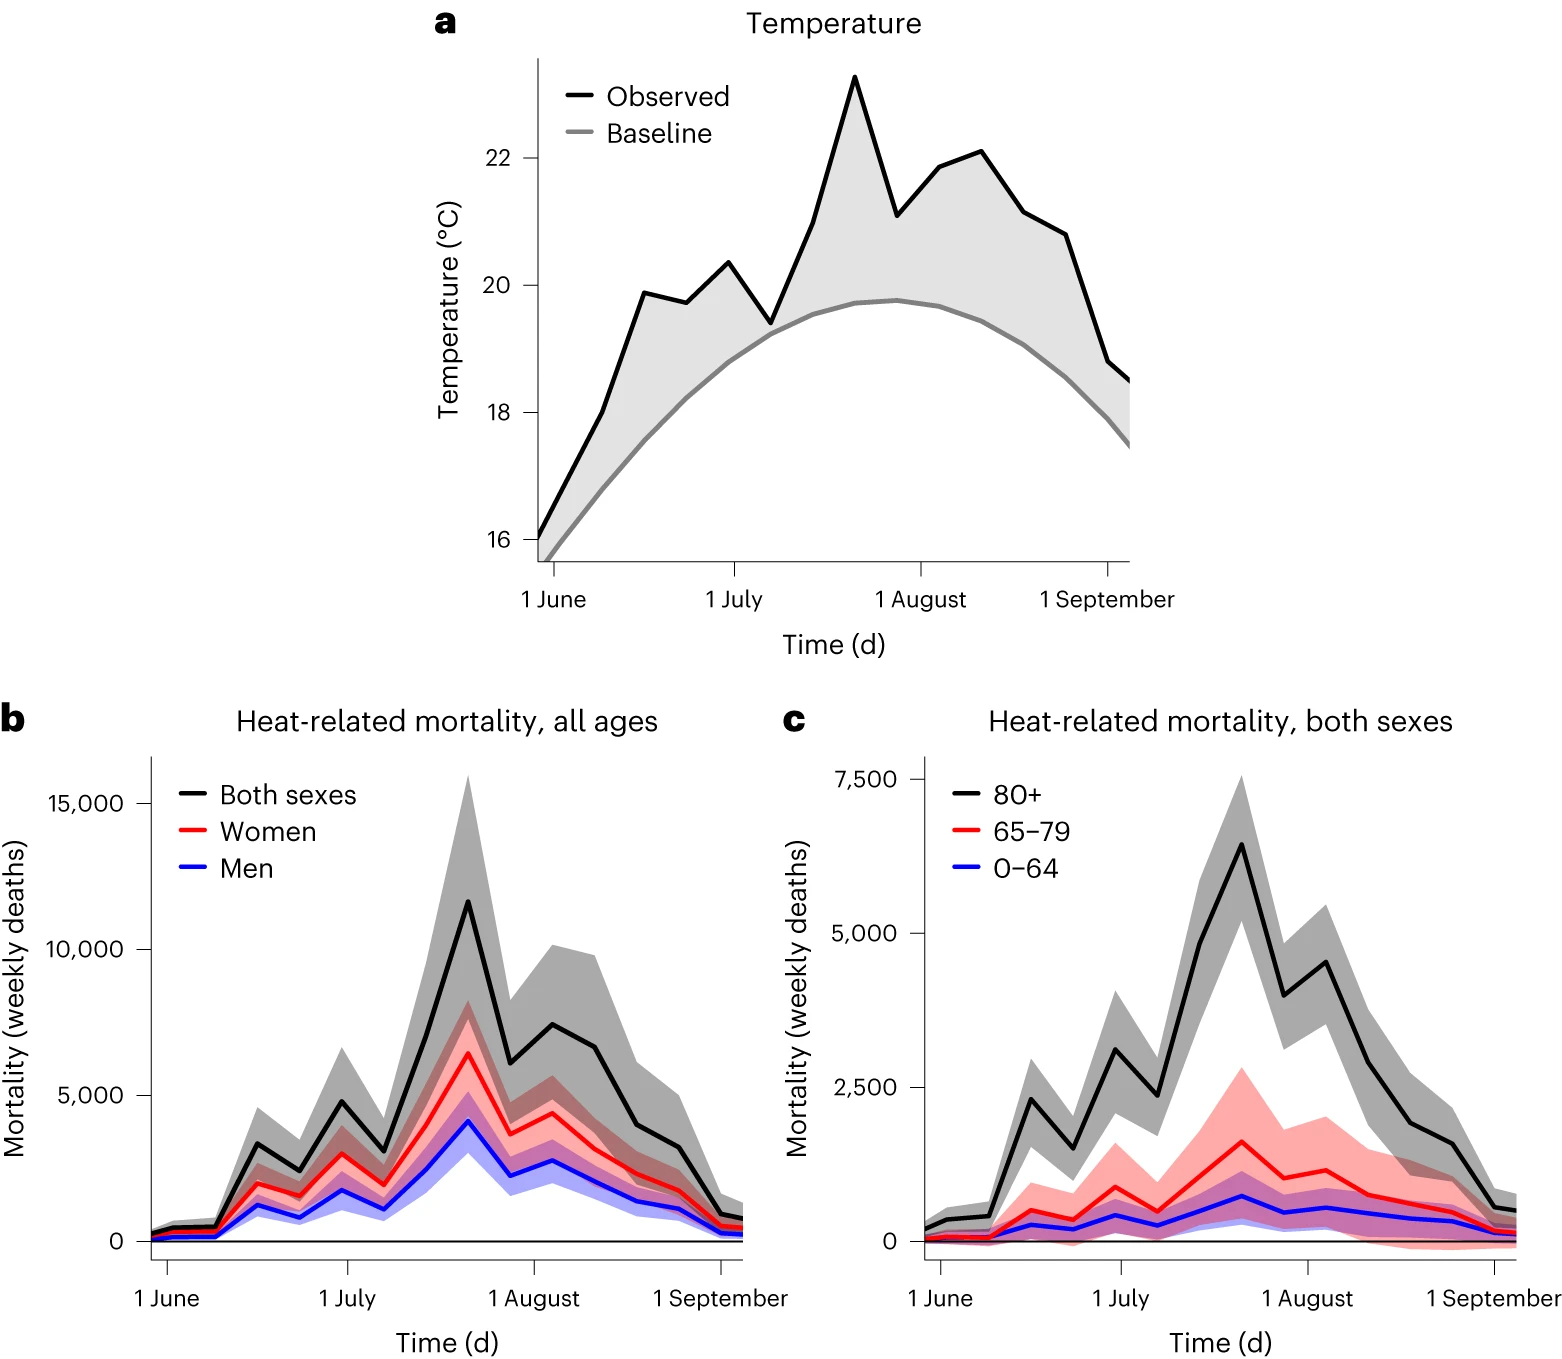 a Temperature
Observed
Baseline
22
20
18
16
Temperature (°C)
1 June 1 July 1 August 1 September
Time (d)
b Heat-related mortality, all ages
Both sexes
Women
Men
15,000
10,000
5,000
0
Mortality (weekly deaths)
1 June 1 July 1 August 1 September
Time (d)
c Heat-related mortality, both sexes
80+
65–79
0–64
7,500
5,000
2,500
0
Mortality (weekly deaths)
1 June 1 July 1 August 1 September
Time (d)